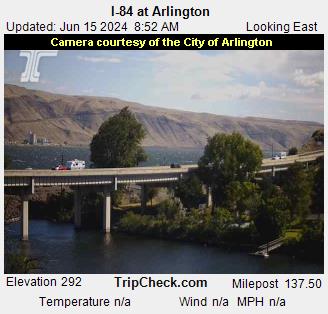 I-84 at Arlington
Updated: Jun 15 2024 8:52 AM Looking East
Camera courtesy of the City of Arlington
Elevation 292 TripCheck.com Milepost 137.50
Temperature n/a Wind n/a MPH n/a